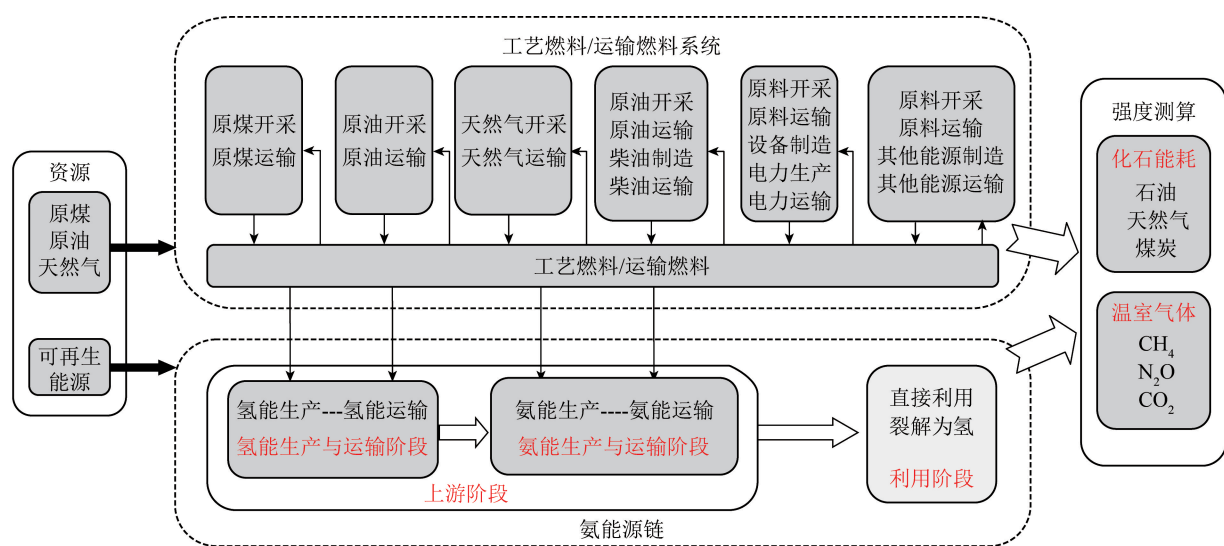 工艺燃料/运输燃料系统
原煤开采
原煤运输
原油开采
原油运输
天然气开采
天然气运输
原油开采
原油运输
柴油制造
柴油运输
原料开采
原料运输
设备制造
电力生产
电力运输
原料开采
原料运输
其他能源制造
其他能源运输
工艺燃料/运输燃料
资源
原煤
原油
天然气
可再生
能源
氢能生产---氢能运输
氢能生产与运输阶段
氨能生产----氨能运输
氨能生产与运输阶段
上游阶段
直接利用
裂解为氢
利用阶段
氨能源链
强度测算
化石能耗
石油
天然气
煤炭
温室气体
CH₄
N₂O
CO₂